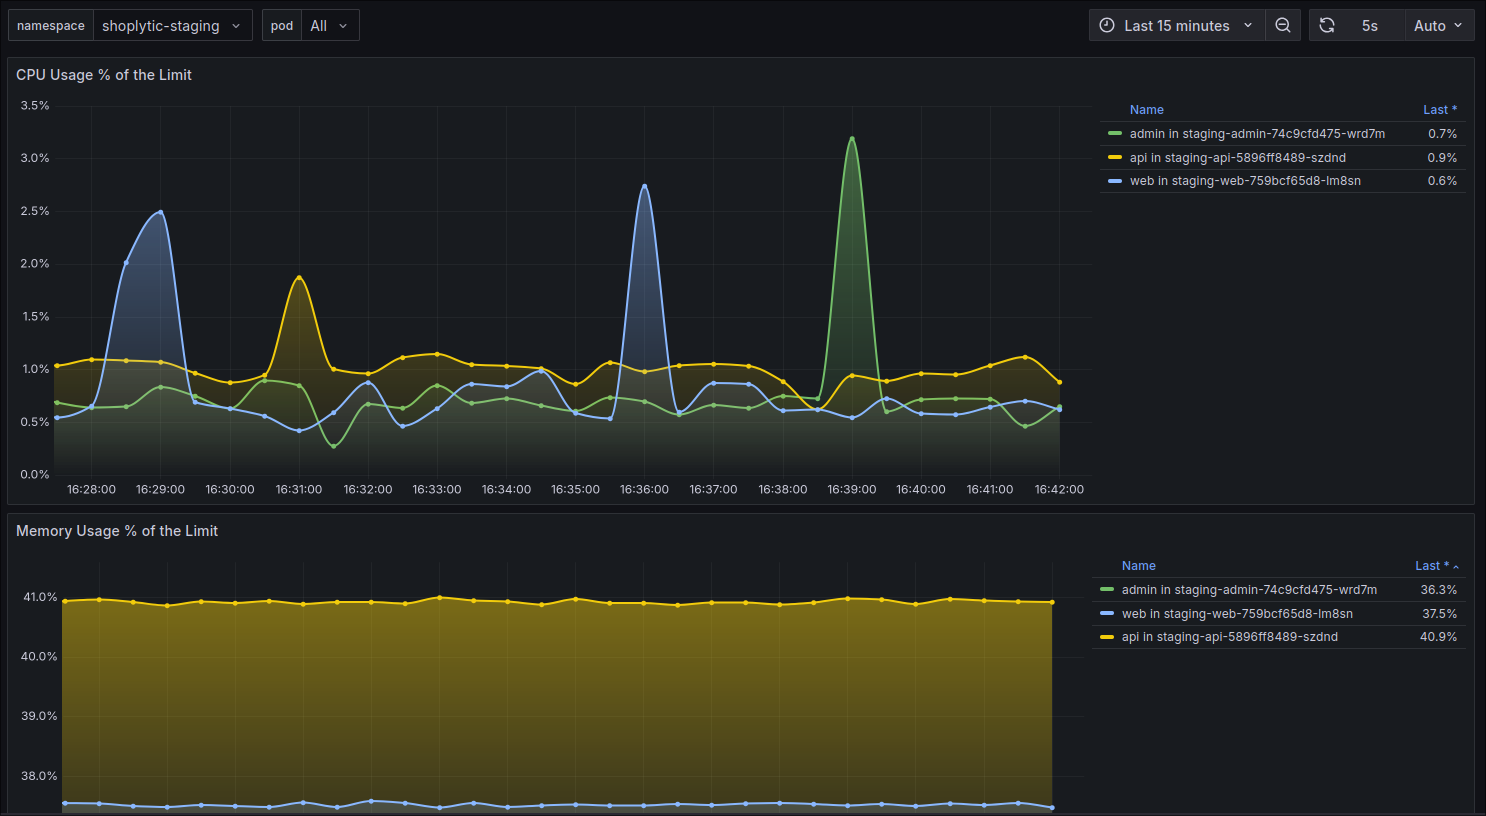 namespace shoplytic-staging pod All Last 15 minutes 5s Auto
CPU Usage % of the Limit
3.5%
3.0%
2.5%
2.0%
1.5%
1.0%
0.5%
0.0%
16:28:00 16:29:00 16:30:00 16:31:00 16:32:00 16:33:00 16:34:00 16:35:00 16:36:00 16:37:00 16:38:00 16:39:00 16:40:00 16:41:00 16:42:00
Name Last *
admin in staging-admin-74c9cfd475-wrd7m 0.7%
api in staging-api-5896ff8489-szdnd 0.9%
web in staging-web-759bcf65d8-lm8sn 0.6%
Memory Usage % of the Limit
41.0%
40.0%
39.0%
38.0%
Name Last *
admin in staging-admin-74c9cfd475-wrd7m 36.3%
web in staging-web-759bcf65d8-lm8sn 37.5%
api in staging-api-5896ff8489-szdnd 40.9%